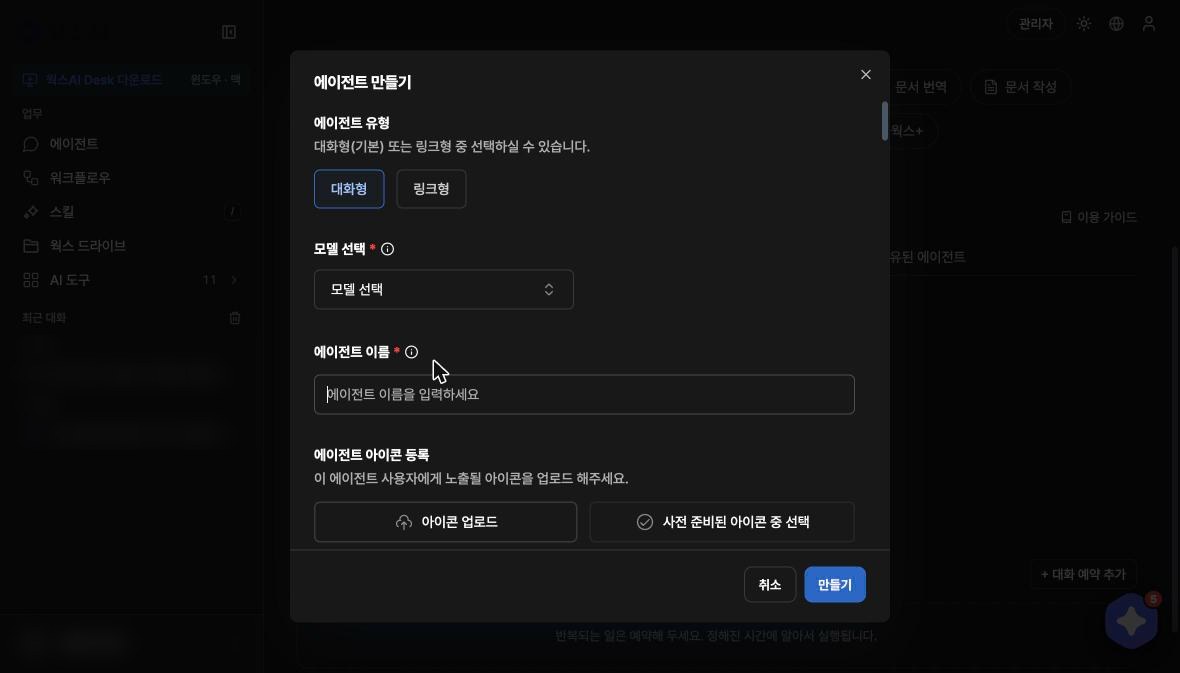 관리자
웍스AI Desk 다운로드 윈도우 · 맥
업무
에이전트
워크플로우
스킬 /
웍스 드라이브
AI 도구 11
최근 대화
문서 번역
문서 작성
웍스+
이용 가이드
유된 에이전트
에이전트 만들기
에이전트 유형
대화형(기본) 또는 링크형 중 선택하실 수 있습니다.
대화형 링크형
모델 선택 *
모델 선택
에이전트 이름 *
에이전트 이름을 입력하세요
에이전트 아이콘 등록
이 에이전트 사용자에게 노출될 아이콘을 업로드 해주세요.
아이콘 업로드 사전 준비된 아이콘 중 선택
취소 만들기
+ 대화 예약 추가
5
반복되는 일은 예약해 두세요. 정해진 시간에 알아서 실행됩니다.